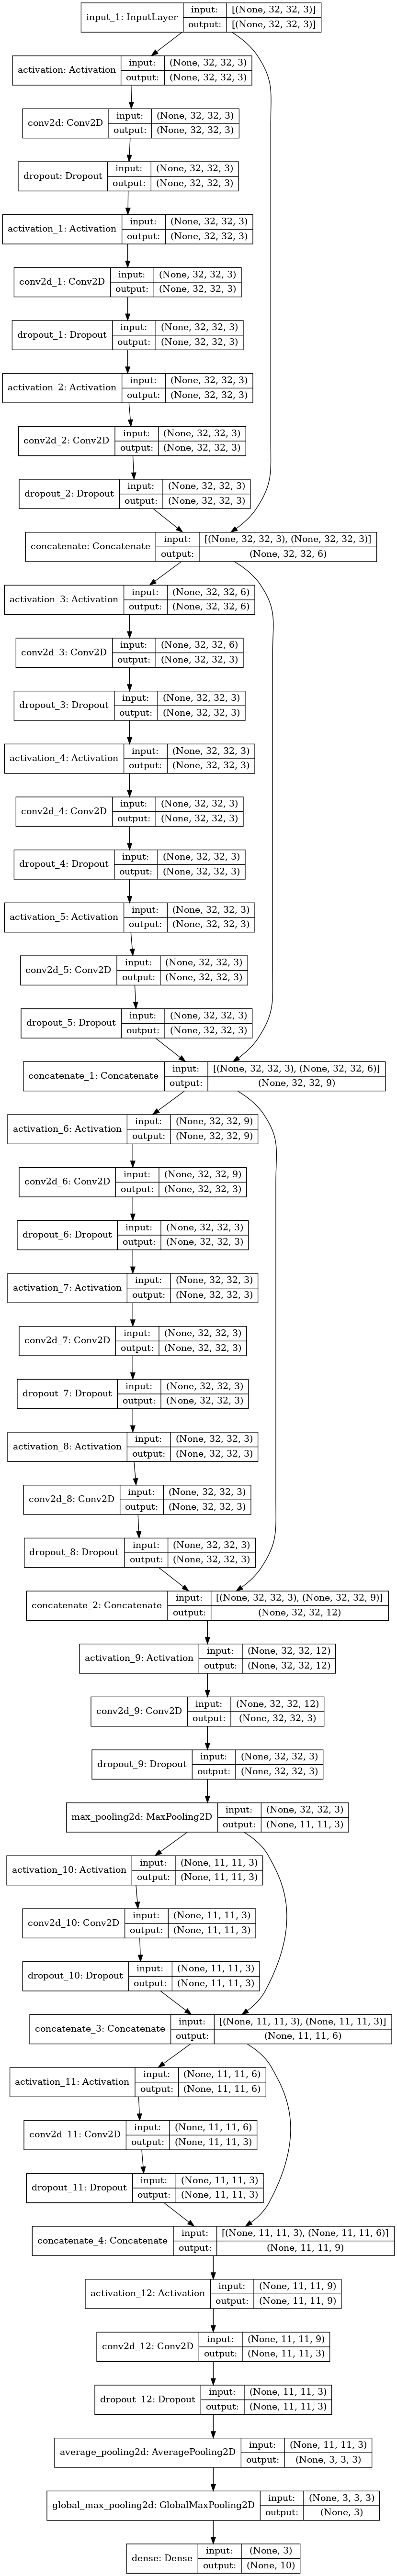 input_1: InputLayer input: [(None, 32, 32, 3)]
output: [(None, 32, 32, 3)]
activation: Activation input: (None, 32, 32, 3)
output: (None, 32, 32, 3)
conv2d: Conv2D input: (None, 32, 32, 3)
output: (None, 32, 32, 3)
dropout: Dropout input: (None, 32, 32, 3)
output: (None, 32, 32, 3)
activation_1: Activation input: (None, 32, 32, 3)
output: (None, 32, 32, 3)
conv2d_1: Conv2D input: (None, 32, 32, 3)
output: (None, 32, 32, 3)
dropout_1: Dropout input: (None, 32, 32, 3)
output: (None, 32, 32, 3)
activation_2: Activation input: (None, 32, 32, 3)
output: (None, 32, 32, 3)
conv2d_2: Conv2D input: (None, 32, 32, 3)
output: (None, 32, 32, 3)
dropout_2: Dropout input: (None, 32, 32, 3)
output: (None, 32, 32, 3)
concatenate: Concatenate input: [(None, 32, 32, 3), (None, 32, 32, 3)]
output: (None, 32, 32, 6)
activation_3: Activation input: (None, 32, 32, 6)
output: (None, 32, 32, 6)
conv2d_3: Conv2D input: (None, 32, 32, 6)
output: (None, 32, 32, 3)
dropout_3: Dropout input: (None, 32, 32, 3)
output: (None, 32, 32, 3)
activation_4: Activation input: (None, 32, 32, 3)
output: (None, 32, 32, 3)
conv2d_4: Conv2D input: (None, 32, 32, 3)
output: (None, 32, 32, 3)
dropout_4: Dropout input: (None, 32, 32, 3)
output: (None, 32, 32, 3)
activation_5: Activation input: (None, 32, 32, 3)
output: (None, 32, 32, 3)
conv2d_5: Conv2D input: (None, 32, 32, 3)
output: (None, 32, 32, 3)
dropout_5: Dropout input: (None, 32, 32, 3)
output: (None, 32, 32, 3)
concatenate_1: Concatenate input: [(None, 32, 32, 3), (None, 32, 32, 6)]
output: (None, 32, 32, 9)
activation_6: Activation input: (None, 32, 32, 9)
output: (None, 32, 32, 9)
conv2d_6: Conv2D input: (None, 32, 32, 9)
output: (None, 32, 32, 3)
dropout_6: Dropout input: (None, 32, 32, 3)
output: (None, 32, 32, 3)
activation_7: Activation input: (None, 32, 32, 3)
output: (None, 32, 32, 3)
conv2d_7: Conv2D input: (None, 32, 32, 3)
output: (None, 32, 32, 3)
dropout_7: Dropout input: (None, 32, 32, 3)
output: (None, 32, 32, 3)
activation_8: Activation input: (None, 32, 32, 3)
output: (None, 32, 32, 3)
conv2d_8: Conv2D input: (None, 32, 32, 3)
output: (None, 32, 32, 3)
dropout_8: Dropout input: (None, 32, 32, 3)
output: (None, 32, 32, 3)
concatenate_2: Concatenate input: [(None, 32, 32, 3), (None, 32, 32, 9)]
output: (None, 32, 32, 12)
activation_9: Activation input: (None, 32, 32, 12)
output: (None, 32, 32, 12)
conv2d_9: Conv2D input: (None, 32, 32, 12)
output: (None, 32, 32, 3)
dropout_9: Dropout input: (None, 32, 32, 3)
output: (None, 32, 32, 3)
max_pooling2d: MaxPooling2D input: (None, 32, 32, 3)
output: (None, 11, 11, 3)
activation_10: Activation input: (None, 11, 11, 3)
output: (None, 11, 11, 3)
conv2d_10: Conv2D input: (None, 11, 11, 3)
output: (None, 11, 11, 3)
dropout_10: Dropout input: (None, 11, 11, 3)
output: (None, 11, 11, 3)
concatenate_3: Concatenate input: [(None, 11, 11, 3), (None, 11, 11, 3)]
output: (None, 11, 11, 6)
activation_11: Activation input: (None, 11, 11, 6)
output: (None, 11, 11, 6)
conv2d_11: Conv2D input: (None, 11, 11, 6)
output: (None, 11, 11, 3)
dropout_11: Dropout input: (None, 11, 11, 3)
output: (None, 11, 11, 3)
concatenate_4: Concatenate input: [(None, 11, 11, 3), (None, 11, 11, 6)]
output: (None, 11, 11, 9)
activation_12: Activation input: (None, 11, 11, 9)
output: (None, 11, 11, 9)
conv2d_12: Conv2D input: (None, 11, 11, 9)
output: (None, 11, 11, 3)
dropout_12: Dropout input: (None, 11, 11, 3)
output: (None, 11, 11, 3)
average_pooling2d: AveragePooling2D input: (None, 11, 11, 3)
output: (None, 3, 3, 3)
global_max_pooling2d: GlobalMaxPooling2D input: (None, 3, 3, 3)
output: (None, 3)
dense: Dense input: (None, 3)
output: (None, 10)